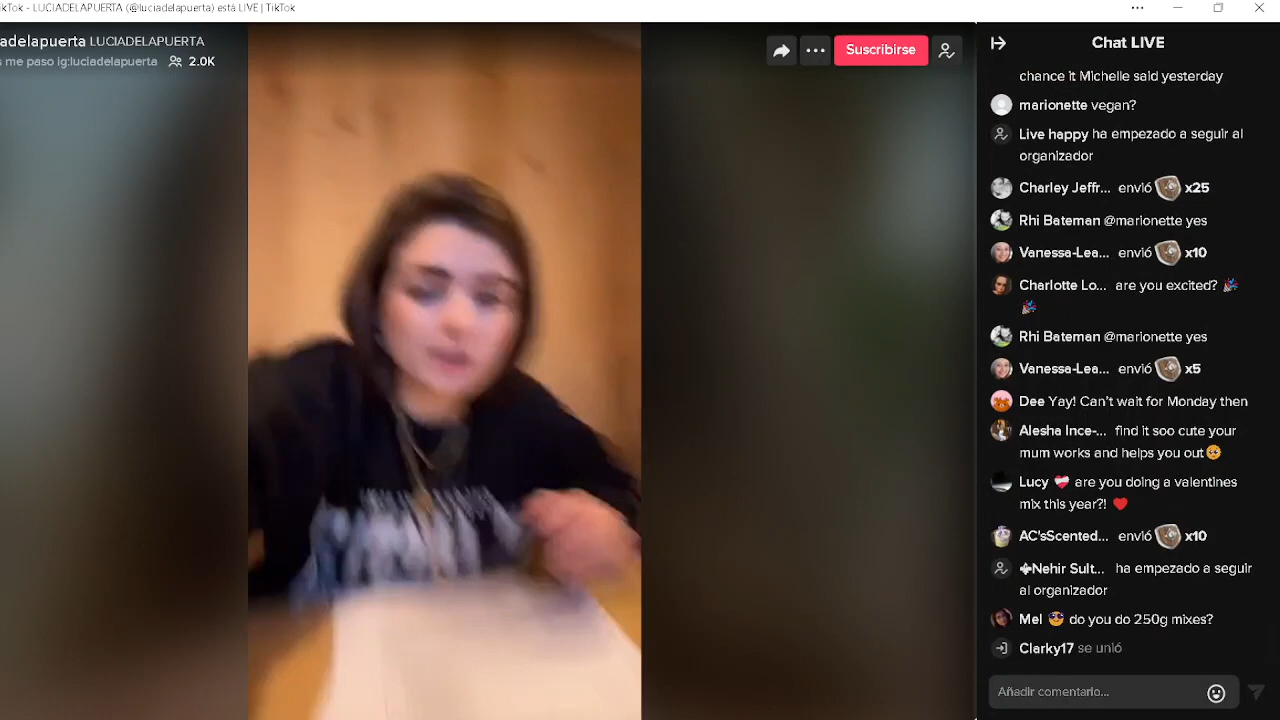 ikTok - LUCIADELAPUERTA (@luciadelapuerta) está LIVE | TikTok
adelapuerta LUCIADELAPUERTA
s me paso ig:luciadelapuerta 2.0K
Suscribirse
Chat LIVE
chance it Michelle said yesterday
marionette vegan?
Live happy ha empezado a seguir al
organizador
Charley Jeffr... envió x25
Rhi Bateman @marionette yes
Vanessa-Lea... envió x10
Charlotte Lo... are you excited? 🎉
🎉
Rhi Bateman @marionette yes
Vanessa-Lea... envió x5
Dee Yay! Can't wait for Monday then
Alesha Ince-... find it soo cute your
mum works and helps you out🥺
Lucy ❤️‍🩹 are you doing a valentines
mix this year?! ❤️
AC'sScented... envió x10
✤Nehir Sult... ha empezado a seguir
al organizador
Mel 😎 do you do 250g mixes?
Clarky17 se unió
Añadir comentario...